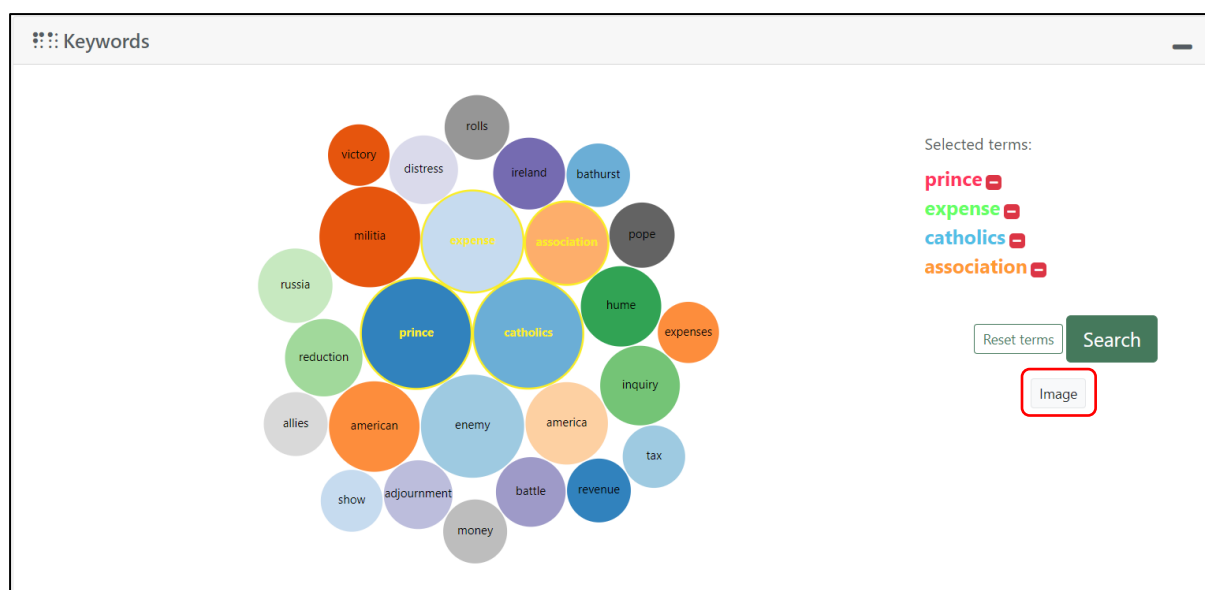 Keywords
rolls
victory
distress
ireland
bathurst
militia
expense
association
pope
russia
hume
prince
catholics
expenses
reduction
inquiry
allies
american
enemy
america
tax
show
adjournment
battle
revenue
money
Selected terms:
prince
expense
catholics
association
Reset terms
Search
Image